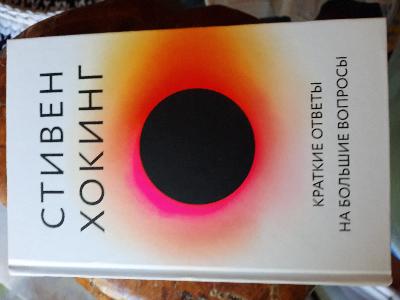 СТИВЕН
ХОКИНГ
КРАТКИЕ ОТВЕТЫ
НА БОЛЬШИЕ ВОПРОСЫ